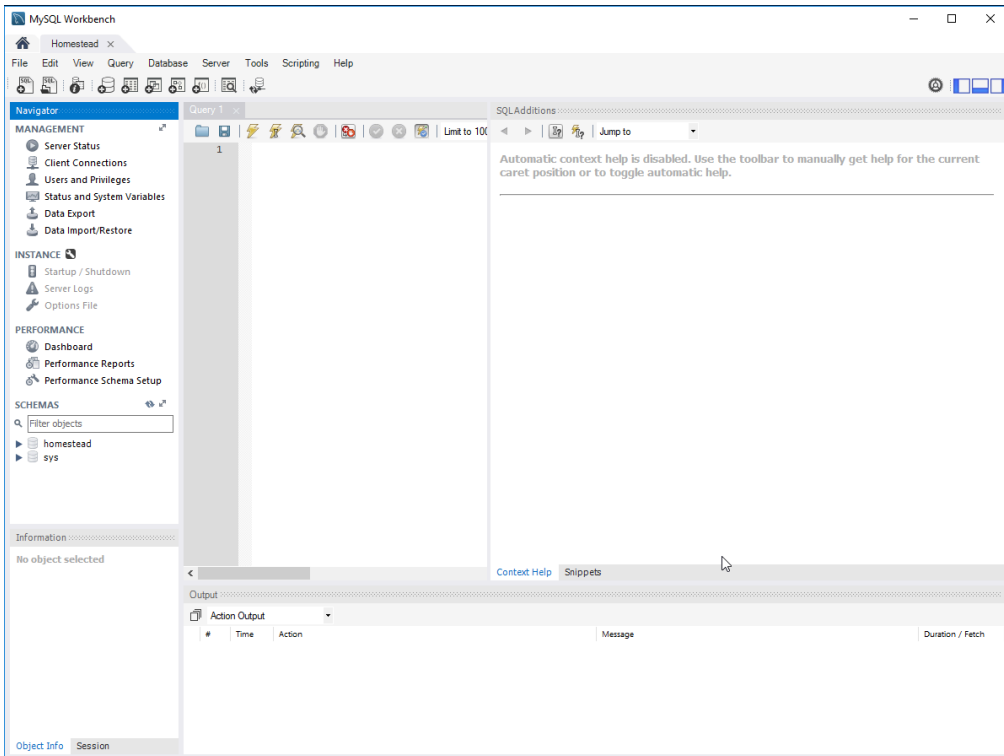 MySQL Workbench
Homestead
File Edit View Query Database Server Tools Scripting Help
Navigator
MANAGEMENT
Server Status
Client Connections
Users and Privileges
Status and System Variables
Data Export
Data Import/Restore
INSTANCE
Startup / Shutdown
Server Logs
Options File
PERFORMANCE
Dashboard
Performance Reports
Performance Schema Setup
SCHEMAS
Filter objects
homestead
sys
Information
No object selected
Object Info Session
Query 1
Limit to 100
1
SQLAdditions
Jump to
Automatic context help is disabled. Use the toolbar to manually get help for the current
caret position or to toggle automatic help.
Context Help Snippets
Output
Action Output
# Time Action Message Duration / Fetch